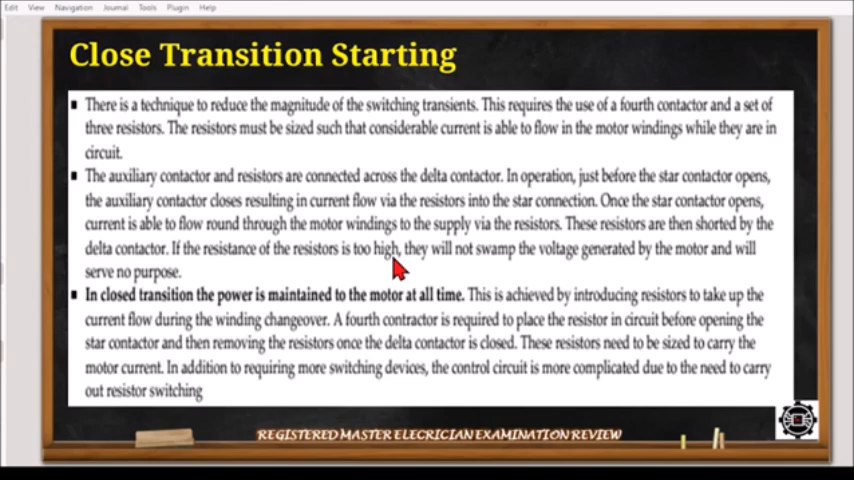 Edit View Navigation Journal Tools Plugin Help
Close Transition Starting
▪ There is a technique to reduce the magnitude of the switching transients. This requires the use of a fourth contactor and a set of
three resistors. The resistors must be sized such that considerable current is able to flow in the motor windings while they are in
circuit.
▪ The auxiliary contactor and resistors are connected across the delta contactor. In operation, just before the star contactor opens,
the auxiliary contactor closes resulting in current flow via the resistors into the star connection. Once the star contactor opens,
current is able to flow round through the motor windings to the supply via the resistors. These resistors are then shorted by the
delta contactor. If the resistance of the resistors is too high, they will not swamp the voltage generated by the motor and will
serve no purpose.
▪ In closed transition the power is maintained to the motor at all time. This is achieved by introducing resistors to take up the
current flow during the winding changeover. A fourth contractor is required to place the resistor in circuit before opening the
star contactor and then removing the resistors once the delta contactor is closed. These resistors need to be sized to carry the
motor current. In addition to requiring more switching devices, the control circuit is more complicated due to the need to carry
out resistor switching
REGISTERED MASTER ELECRICIAN EXAMINATION REVIEW